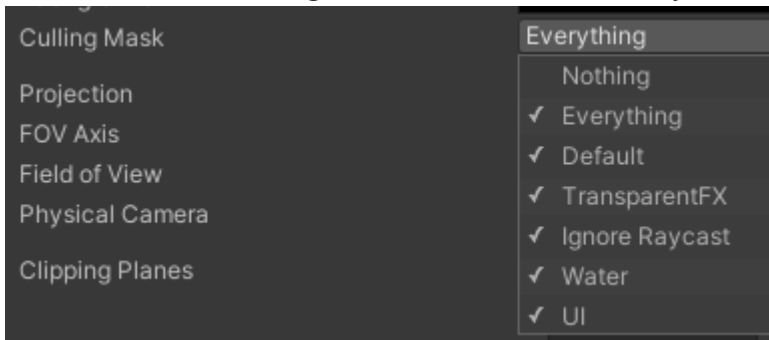 Culling Mask Everything
Nothing
Projection
Everything
FOV Axis
Default
Field of View
TransparentFX
Physical Camera
Ignore Raycast
Clipping Planes
Water
UI